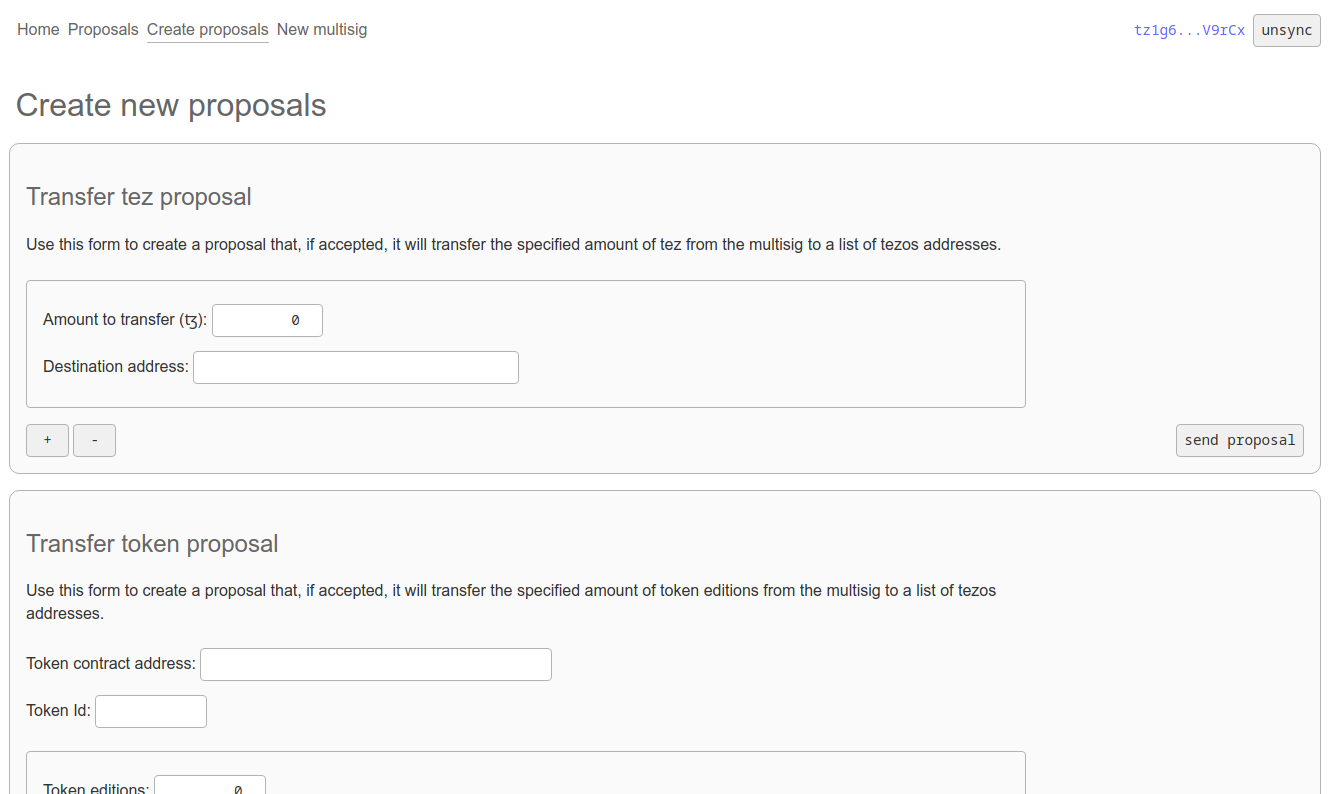 Home Proposals Create proposals New multisig tz1g6...V9rCx unsync
Create new proposals
Transfer tez proposal
Use this form to create a proposal that, if accepted, it will transfer the specified amount of tez from the multisig to a list of tezos addresses.
Amount to transfer (ꜩ): 0
Destination address:
+ - send proposal
Transfer token proposal
Use this form to create a proposal that, if accepted, it will transfer the specified amount of token editions from the multisig to a list of tezos
addresses.
Token contract address:
Token Id:
Token editions: 0